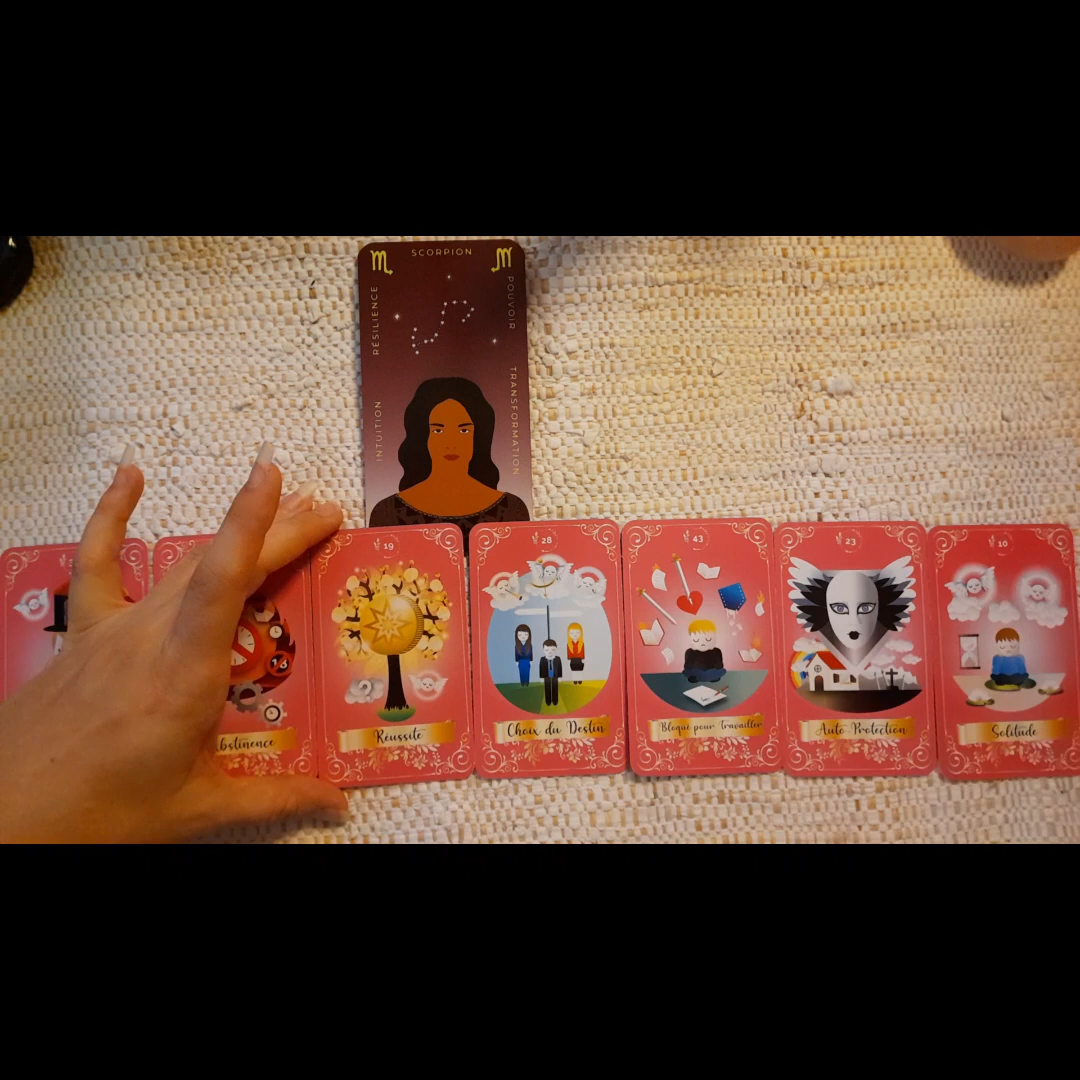 SCORPION
RÉSILIENCE
INTUITION
POUVOIR
TRANSFORMATION
19
Réussite
28
Choix du Destin
43
Bloqué pour travailler
23
Auto-Protection
10
Solitude
Abstinence